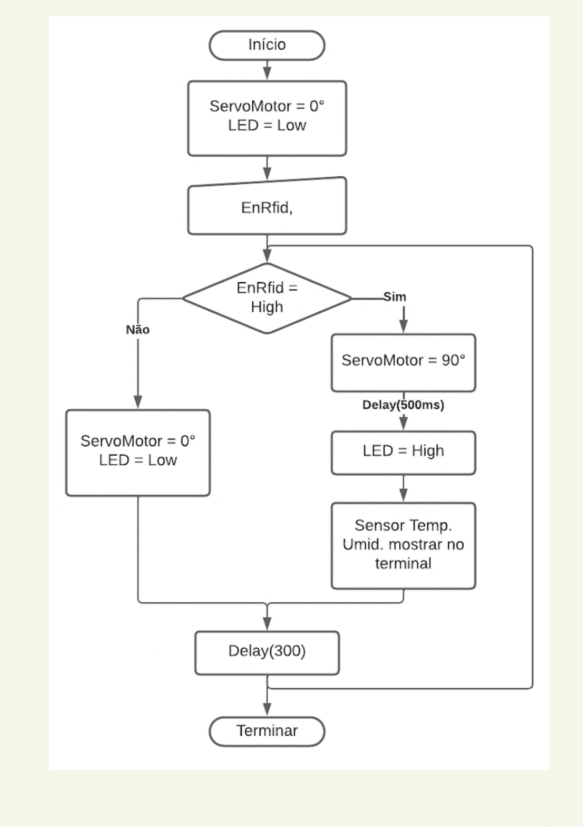 Início
ServoMotor = 0°
LED = Low
EnRfid,
EnRfid =
High
Sim
Não
ServoMotor = 90°
Delay(500ms)
ServoMotor = 0°
LED = Low
LED = High
Sensor Temp.
Umid. mostrar no
terminal
Delay(300)
Terminar